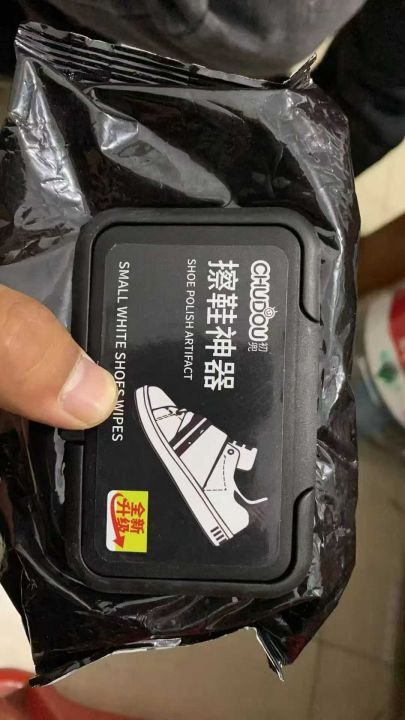 CHUDOU 初兜
擦鞋神器
SHOE POLISH ARTIFACT
SMALL WHITE SHOES WIPES
全新
升级